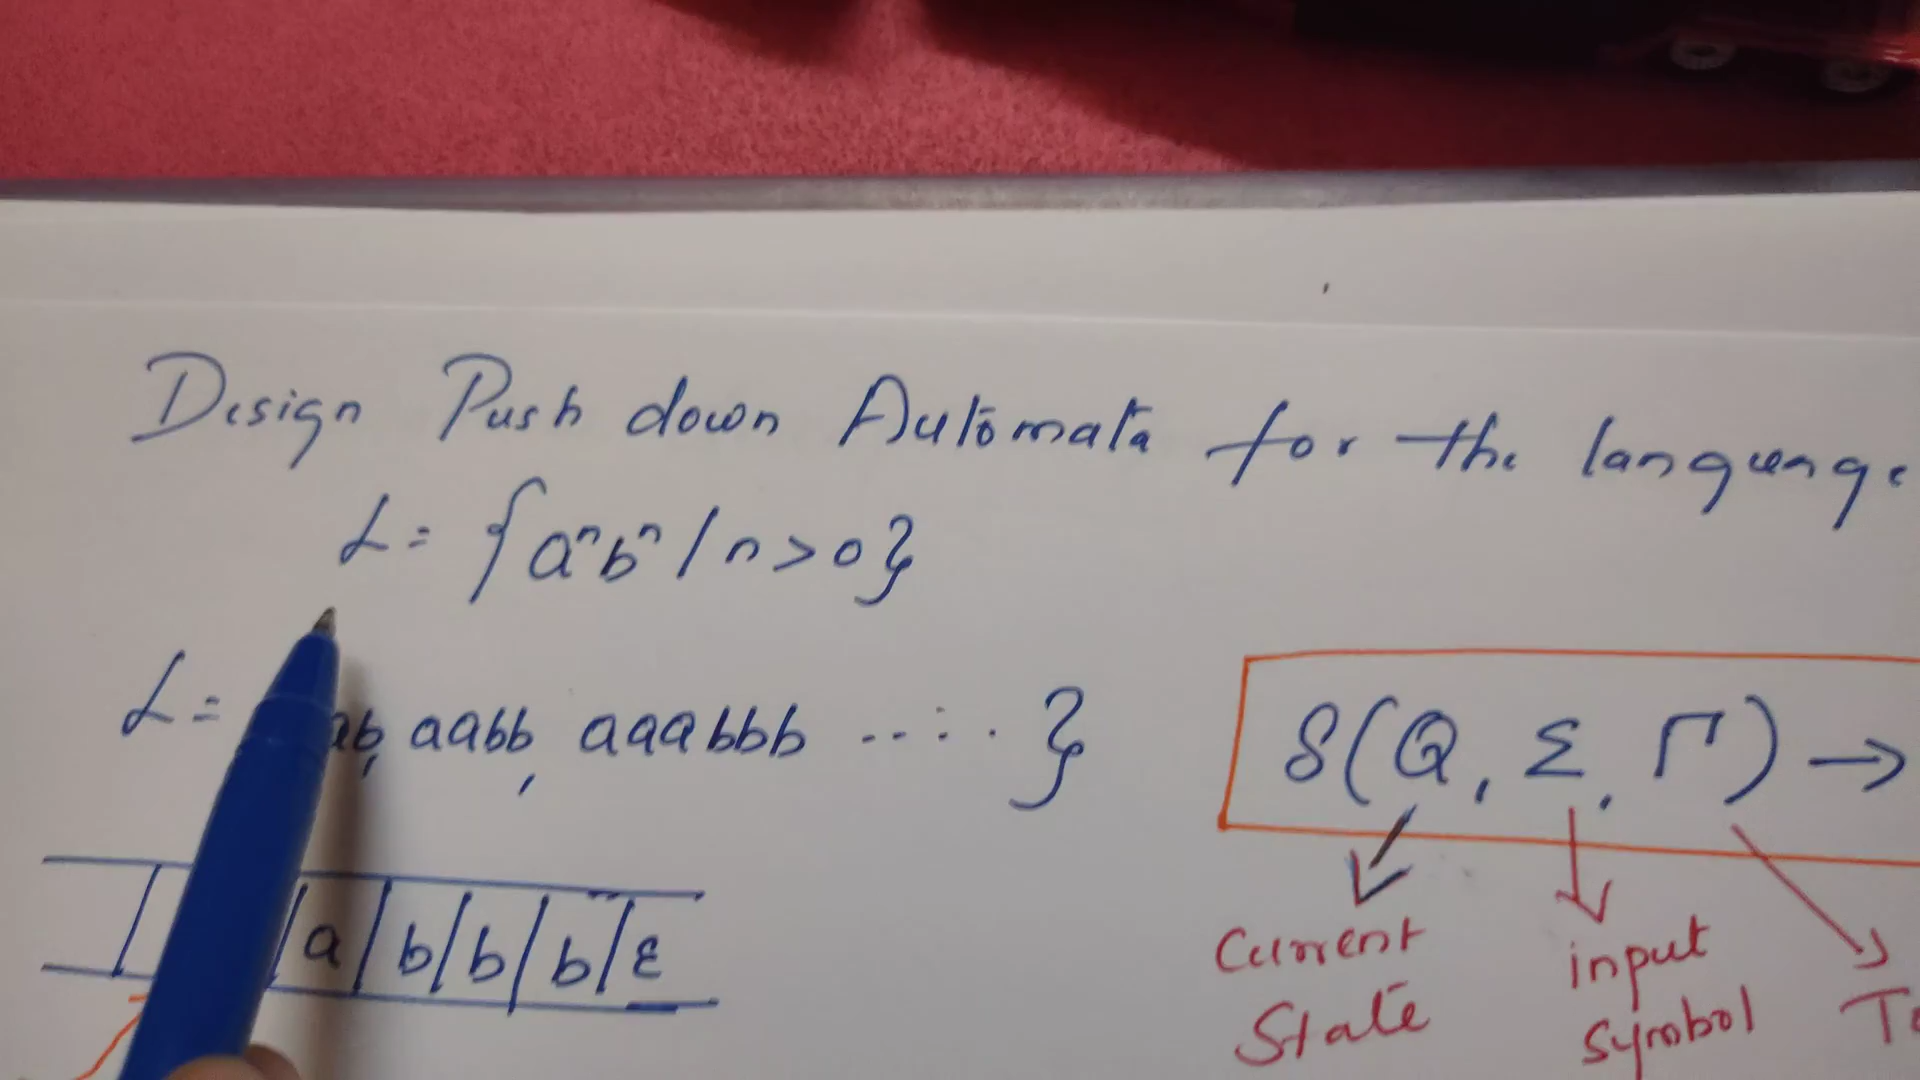 Design Push down Automata for the language
L = {aⁿbⁿ / n > 0}
L = ab, aabb, aaabbb ..... }
δ(Q, Σ, Γ) →
a b b b ε
Current State
input symbol